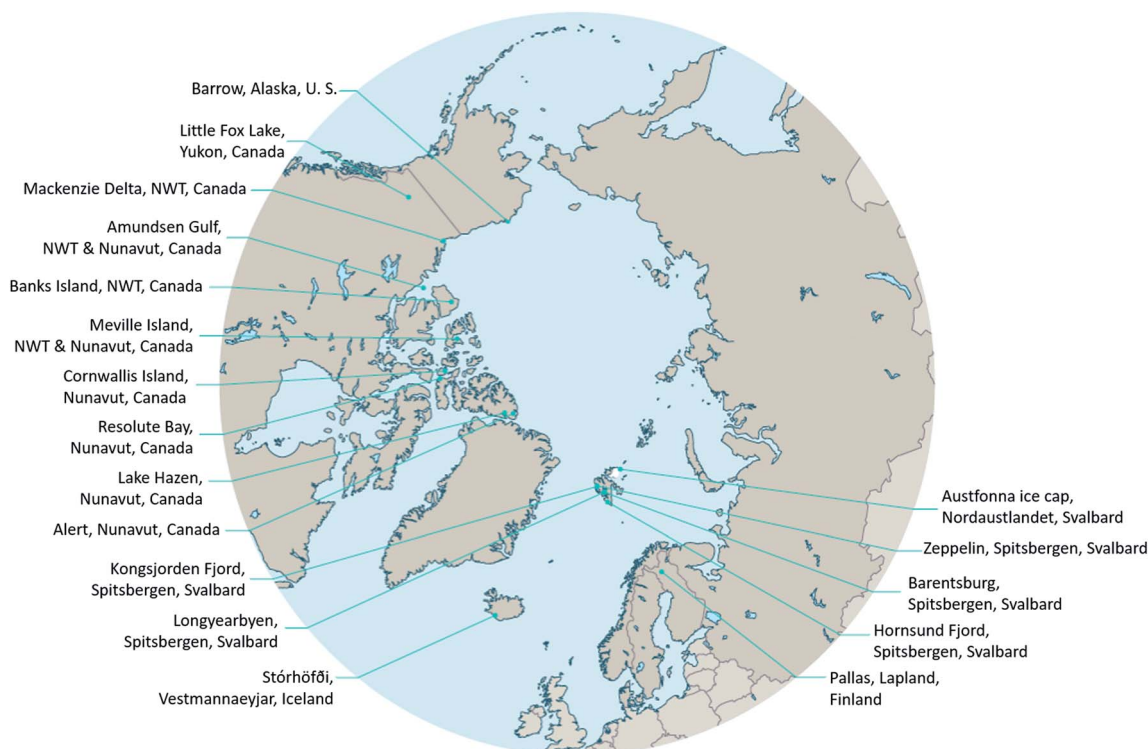 Barrow, Alaska, U. S.
Little Fox Lake,
Yukon, Canada
Mackenzie Delta, NWT, Canada
Amundsen Gulf,
NWT & Nunavut, Canada
Banks Island, NWT, Canada
Meville Island,
NWT & Nunavut, Canada
Cornwallis Island,
Nunavut, Canada
Resolute Bay,
Nunavut, Canada
Lake Hazen,
Nunavut, Canada
Alert, Nunavut, Canada
Kongsjorden Fjord,
Spitsbergen, Svalbard
Longyearbyen,
Spitsbergen, Svalbard
Stórhöfði,
Vestmannaeyjar, Iceland
Austfonna ice cap,
Nordaustlandet, Svalbard
Zeppelin, Spitsbergen, Svalbard
Barentsburg,
Spitsbergen, Svalbard
Hornsund Fjord,
Spitsbergen, Svalbard
Pallas, Lapland,
Finland